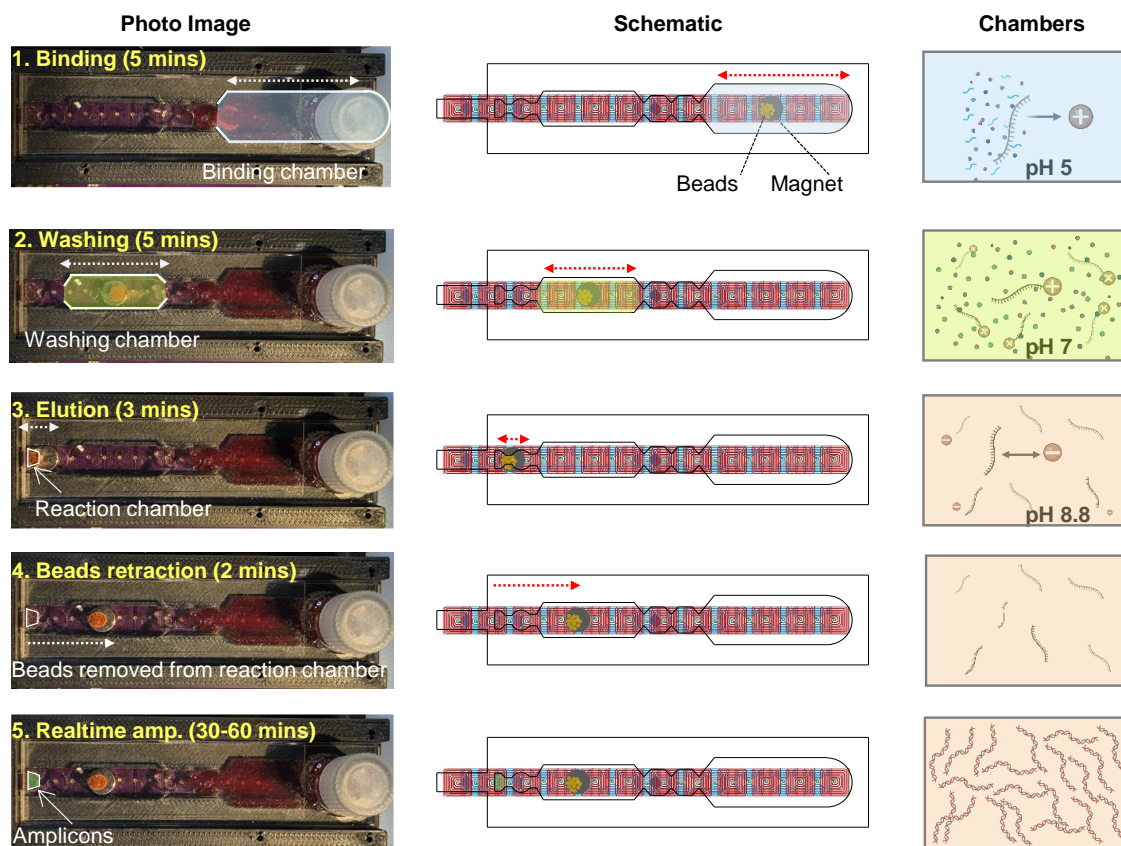 Photo Image
Schematic
Chambers
1. Binding (5 mins)
Binding chamber
Beads
Magnet
pH 5
2. Washing (5 mins)
Washing chamber
pH 7
3. Elution (3 mins)
Reaction chamber
pH 8.8
4. Beads retraction (2 mins)
Beads removed from reaction chamber
5. Realtime amp. (30-60 mins)
Amplicons